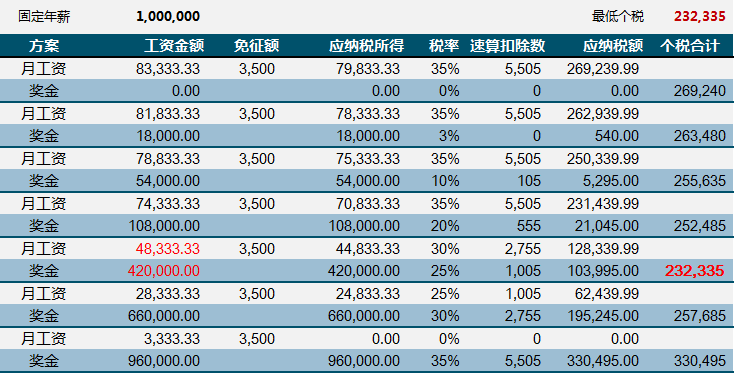 固定年薪 1,000,000 最低个税 232,335
方案 工资金额 免征额 应纳税所得 税率 速算扣除数 应纳税额 个税合计
月工资 83,333.33 3,500 79,833.33 35% 5,505 269,239.99
奖金 0.00 0.00 0% 0 0.00 269,240
月工资 81,833.33 3,500 78,333.33 35% 5,505 262,939.99
奖金 18,000.00 18,000.00 3% 0 540.00 263,480
月工资 78,833.33 3,500 75,333.33 35% 5,505 250,339.99
奖金 54,000.00 54,000.00 10% 105 5,295.00 255,635
月工资 74,333.33 3,500 70,833.33 35% 5,505 231,439.99
奖金 108,000.00 108,000.00 20% 555 21,045.00 252,485
月工资 48,333.33 3,500 44,833.33 30% 2,755 128,339.99
奖金 420,000.00 420,000.00 25% 1,005 103,995.00 232,335
月工资 28,333.33 3,500 24,833.33 25% 1,005 62,439.99
奖金 660,000.00 660,000.00 30% 2,755 195,245.00 257,685
月工资 3,333.33 3,500 0.00 0% 0 0.00
奖金 960,000.00 960,000.00 35% 5,505 330,495.00 330,495